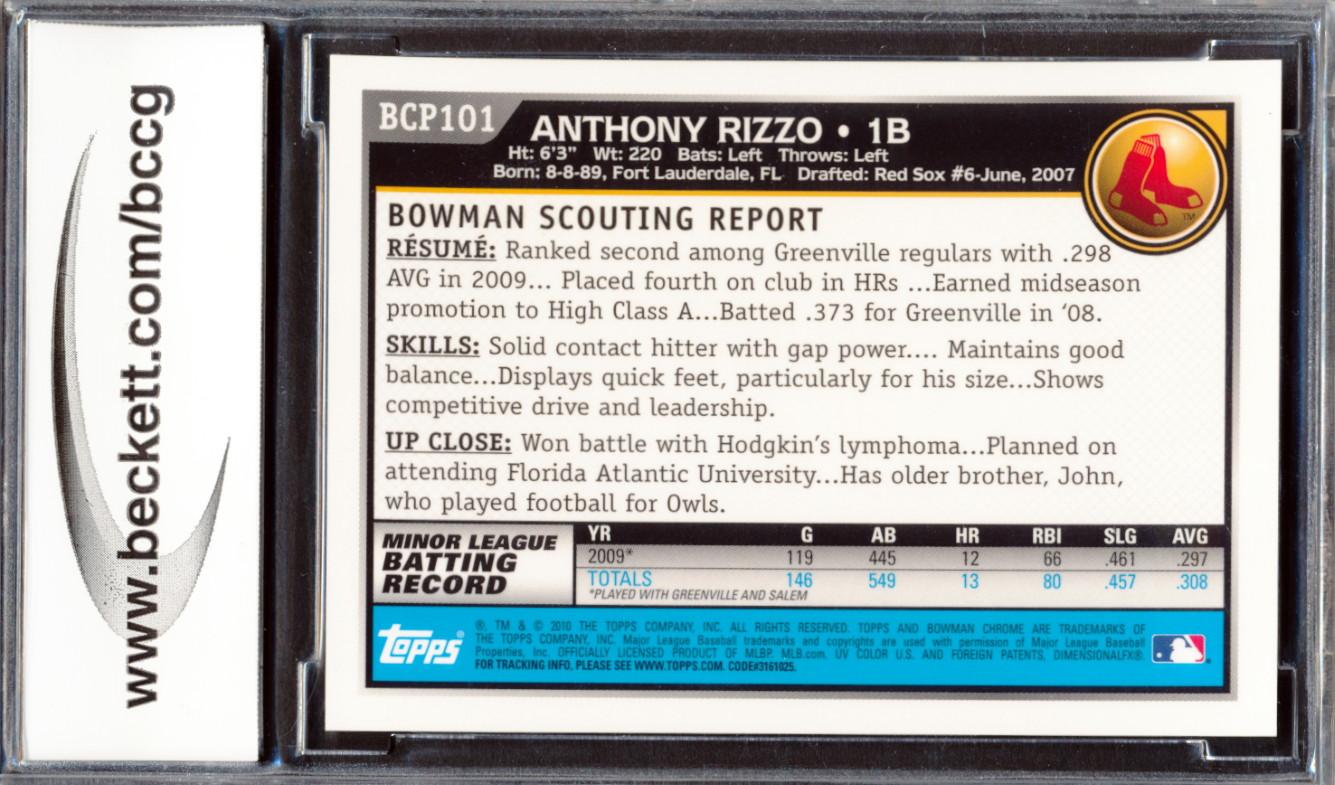 www.beckett.com/bccg
BCP101
ANTHONY RIZZO • 1B
Ht: 6'3" Wt: 220 Bats: Left Throws: Left
Born: 8-8-89, Fort Lauderdale, FL Drafted: Red Sox #6-June, 2007
TM
BOWMAN SCOUTING REPORT
RÉSUMÉ: Ranked second among Greenville regulars with .298
AVG in 2009... Placed fourth on club in HRs ...Earned midseason
promotion to High Class A...Batted .373 for Greenville in '08.
SKILLS: Solid contact hitter with gap power.... Maintains good
balance...Displays quick feet, particularly for his size...Shows
competitive drive and leadership.
UP CLOSE: Won battle with Hodgkin's lymphoma...Planned on
attending Florida Atlantic University...Has older brother, John,
who played football for Owls.
MINOR LEAGUE
BATTING
RECORD
YR G AB HR RBI SLG AVG
2009* 119 445 12 66 .461 .297
TOTALS 146 549 13 80 .457 .308
*PLAYED WITH GREENVILLE AND SALEM
topps®
®, TM & © 2010 THE TOPPS COMPANY, INC. ALL RIGHTS RESERVED. TOPPS AND BOWMAN CHROME ARE TRADEMARKS OF
THE TOPPS COMPANY, INC. Major League Baseball trademarks and copyrights are used with permission of Major League Baseball
Properties, Inc. OFFICIALLY LICENSED PRODUCT OF MLBP. MLB.com. UV COLOR U.S. AND FOREIGN PATENTS, DIMENSIONALFX®.
FOR TRACKING INFO, PLEASE SEE WWW.TOPPS.COM. CODE#3161025.